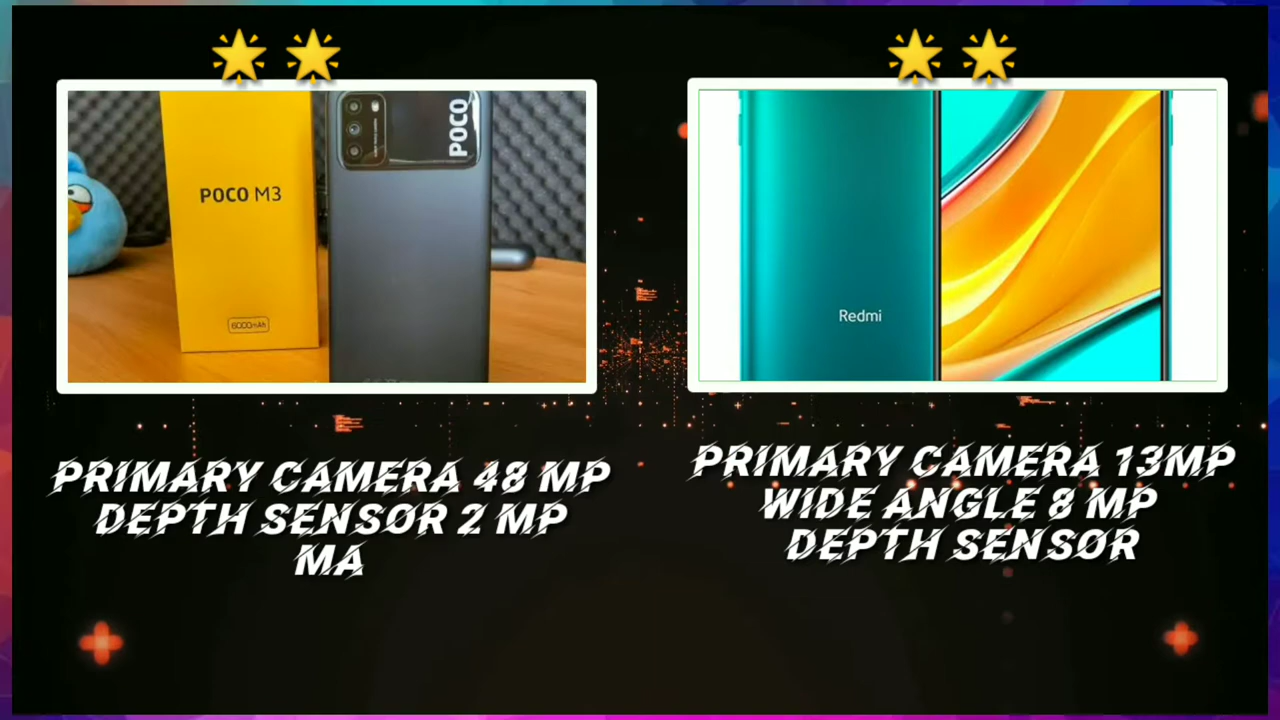 POCO M3
6000mAh
POCO
Redmi
PRIMARY CAMERA 48 MP
DEPTH SENSOR 2 MP
MA
PRIMARY CAMERA 13MP
WIDE ANGLE 8 MP
DEPTH SENSOR